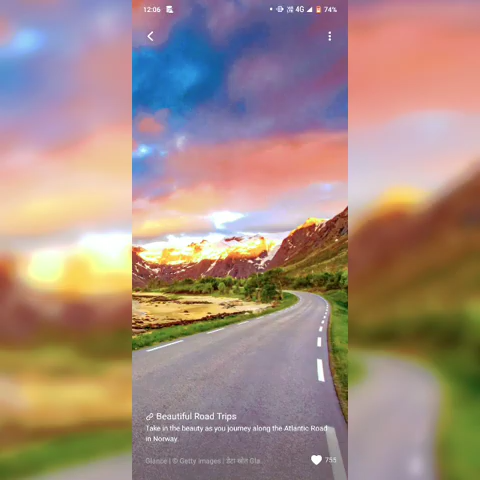 12:06
4G 74%
Beautiful Road Trips
Take in the beauty as you journey along the Atlantic Road
in Norway.
Glance | © Getty Images | डेटा स्रोत Gla...
755